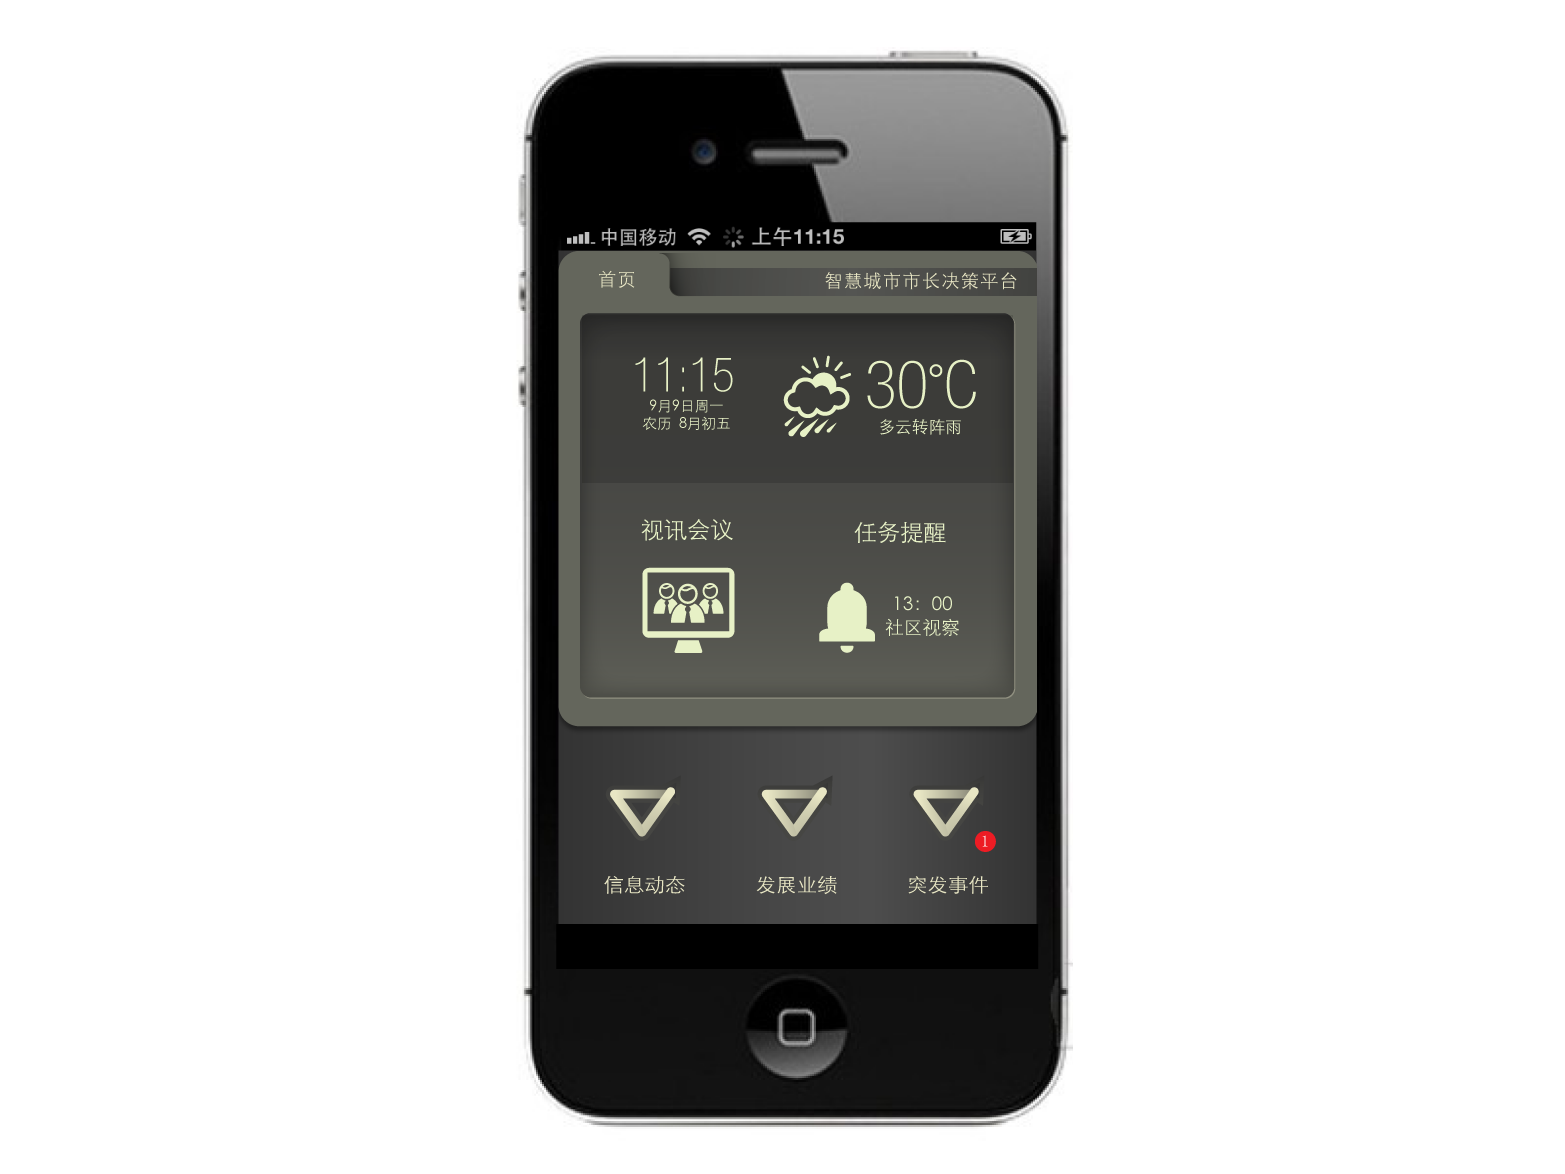 中国移动 上午11:15
首页
智慧城市市长决策平台
11:15
9月9日周一
农历 8月初五
30°C
多云转阵雨
视讯会议
任务提醒
13：00
社区视察
1
信息动态
发展业绩
突发事件